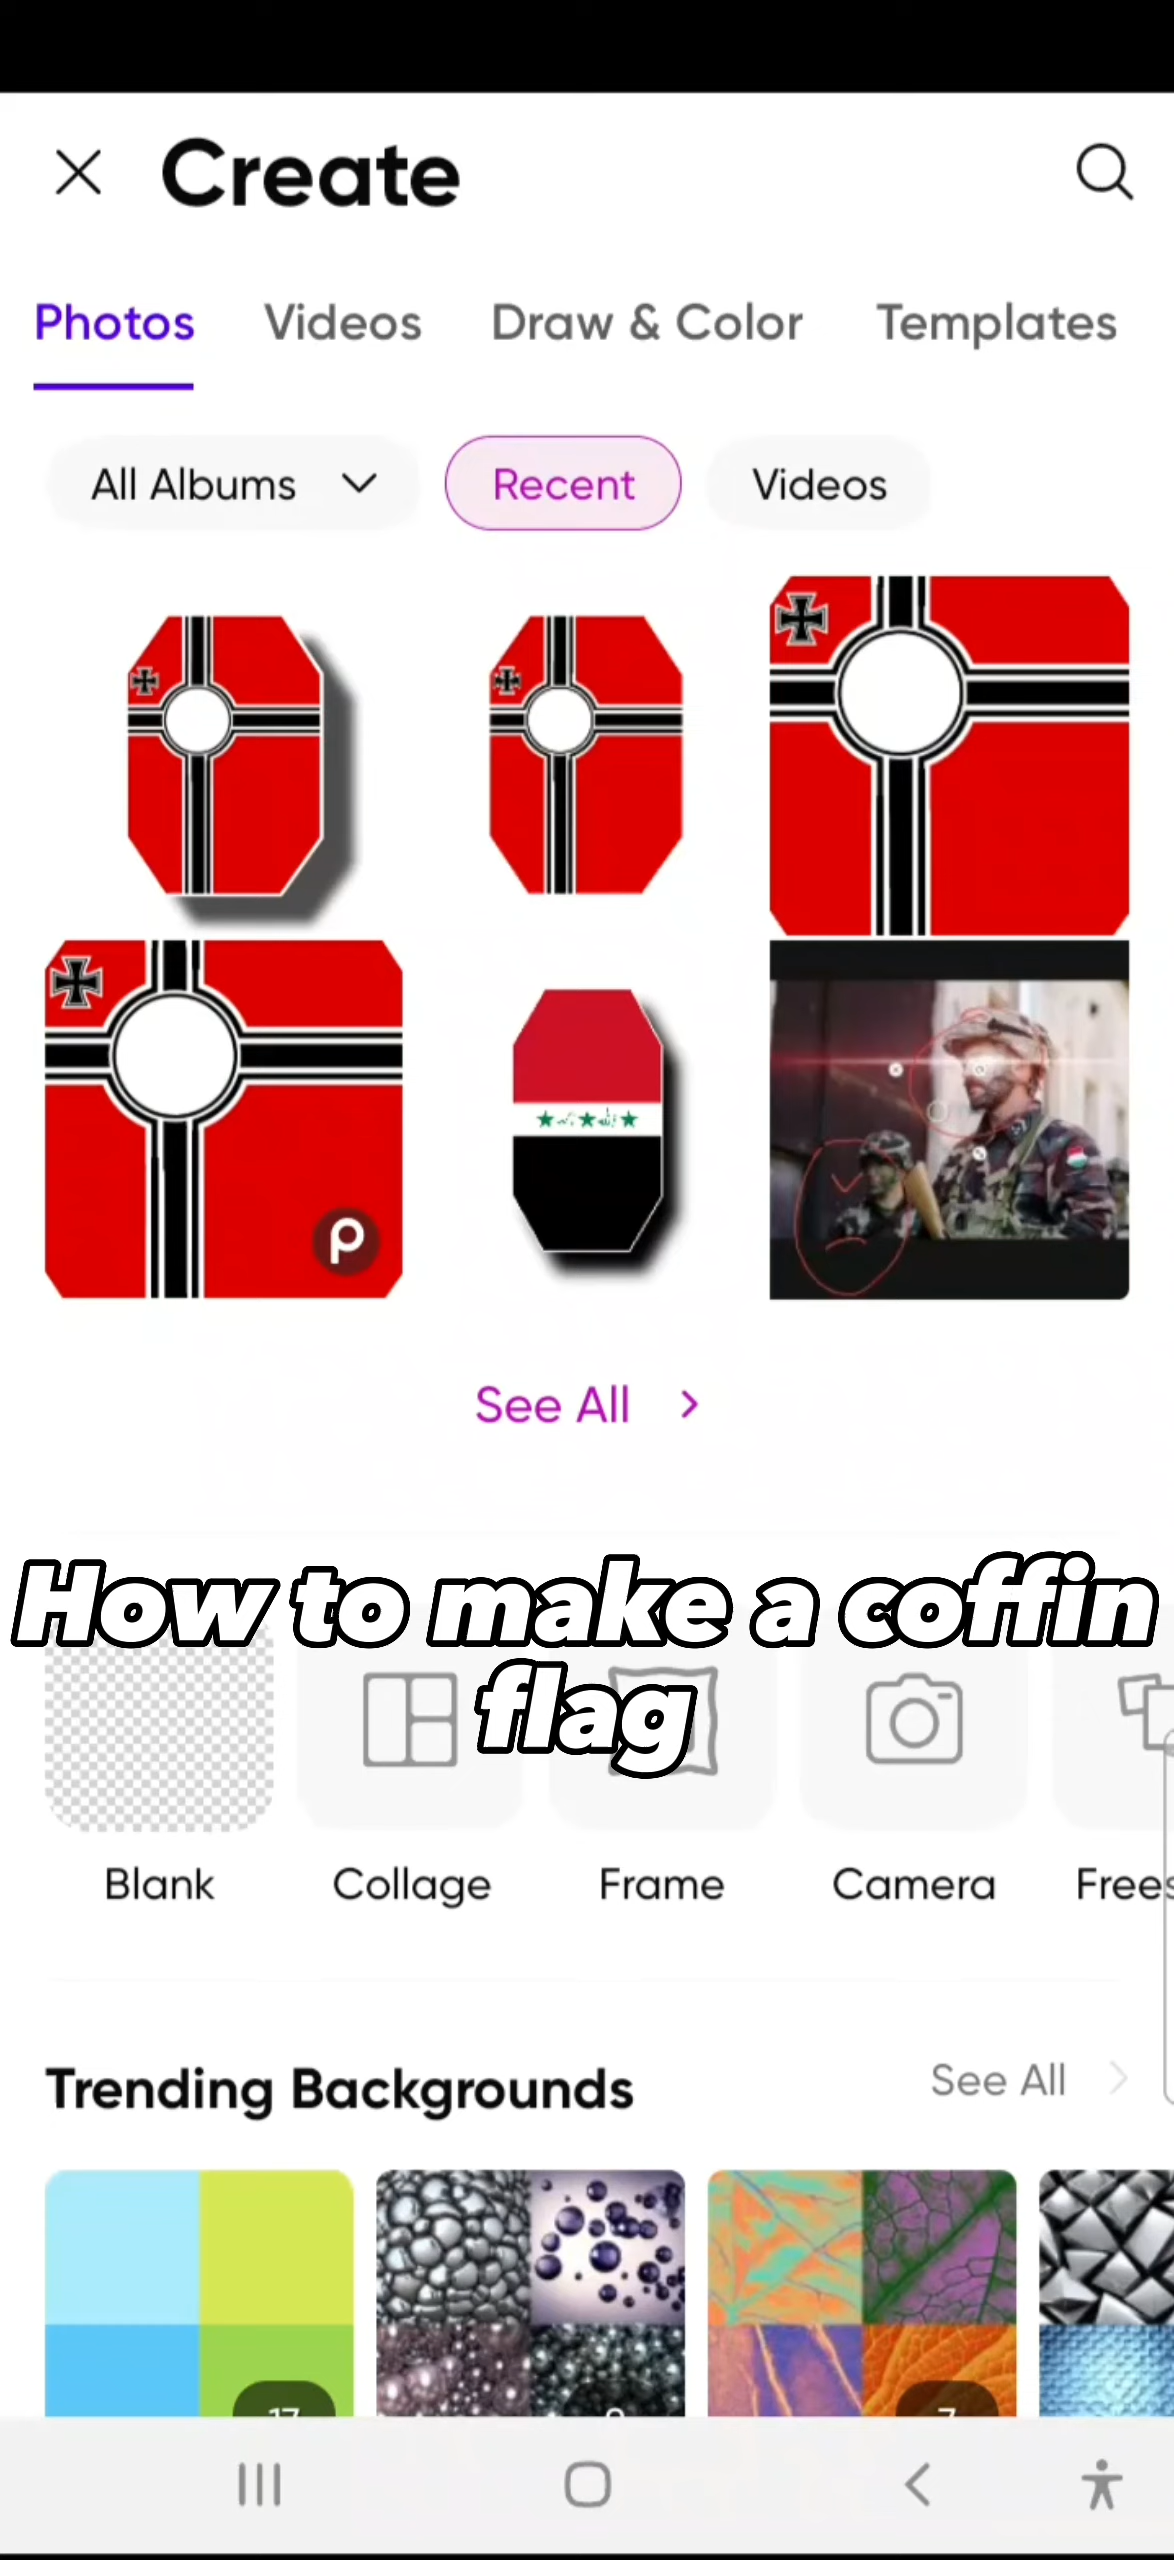 Create
Photos Videos Draw & Color Templates
All Albums Recent Videos
See All
How to make a coffin
flag
Blank Collage Frame Camera Frees
Trending Backgrounds See All